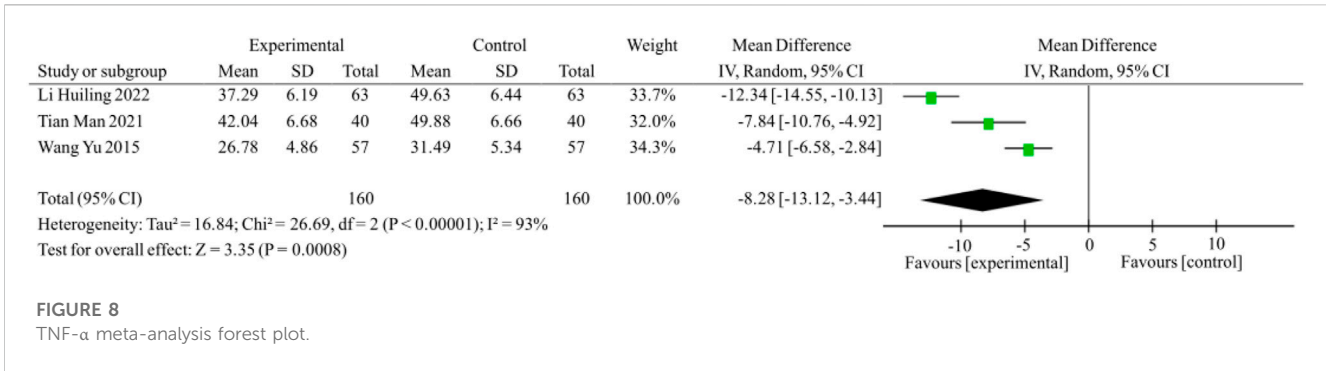 Experimental Control Weight Mean Difference Mean Difference
Study or subgroup Mean SD Total Mean SD Total IV, Random, 95% CI IV, Random, 95% CI
Li Huiling 2022 37.29 6.19 63 49.63 6.44 63 33.7% -12.34 [-14.55, -10.13]
Tian Man 2021 42.04 6.68 40 49.88 6.66 40 32.0% -7.84 [-10.76, -4.92]
Wang Yu 2015 26.78 4.86 57 31.49 5.34 57 34.3% -4.71 [-6.58, -2.84]
Total (95% CI) 160 160 100.0% -8.28 [-13.12, -3.44]
Heterogeneity: Tau² = 16.84; Chi² = 26.69, df = 2 (P < 0.00001); I² = 93%
Test for overall effect: Z = 3.35 (P = 0.0008)
-10 -5 0 5 10
Favours [experimental] Favours [control]
FIGURE 8
TNF-α meta-analysis forest plot.